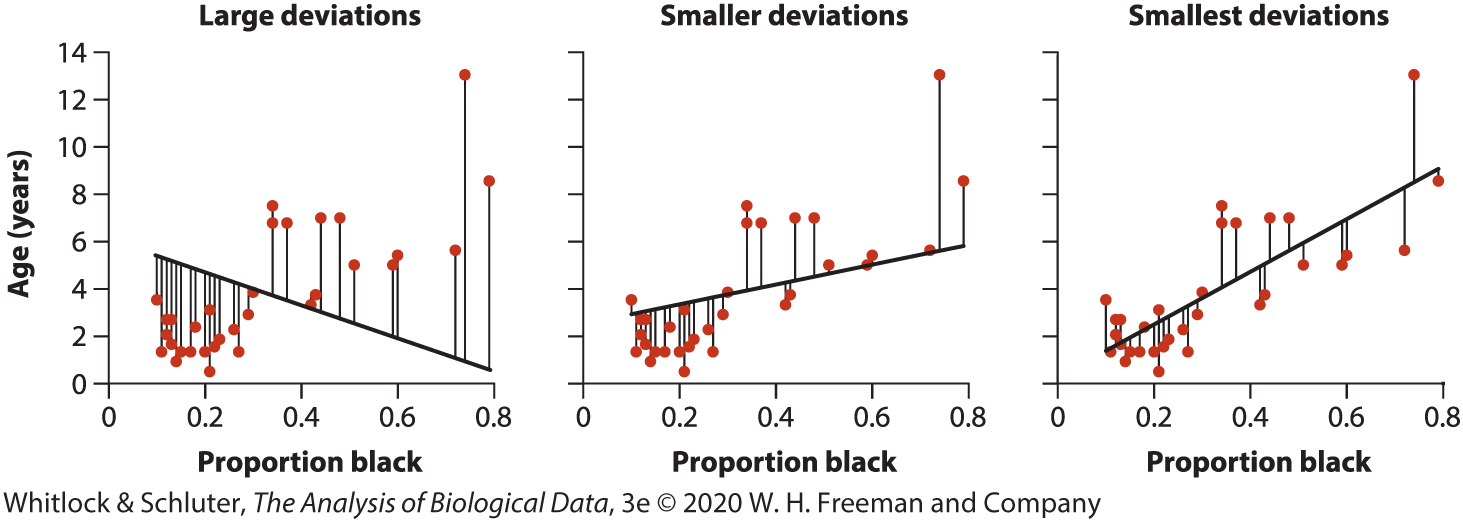 Large deviations
Smaller deviations
Smallest deviations
Age (years)
14
12
10
8
6
4
2
0
0 0.2 0.4 0.6 0.8
0 0.2 0.4 0.6 0.8
0 0.2 0.4 0.6 0.8
Proportion black
Proportion black
Proportion black
Whitlock & Schluter, The Analysis of Biological Data, 3e © 2020 W. H. Freeman and Company